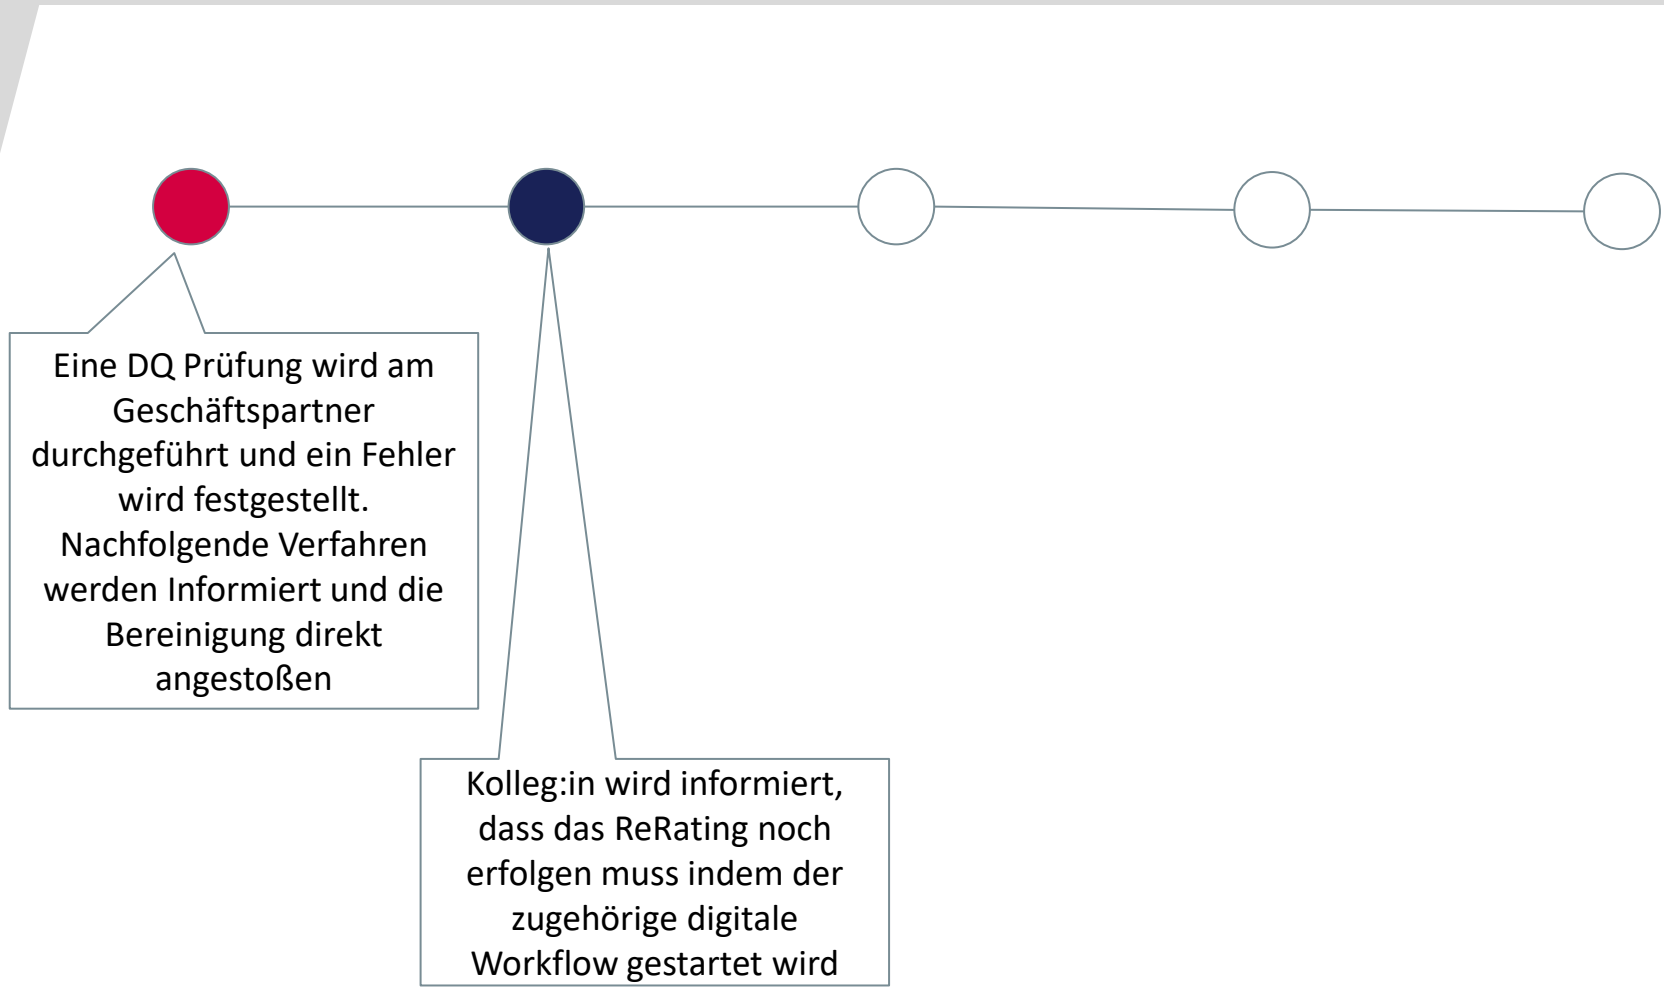 Eine DQ Prüfung wird am
Geschäftspartner
durchgeführt und ein Fehler
wird festgestellt.
Nachfolgende Verfahren
werden Informiert und die
Bereinigung direkt
angestoßen
Kolleg:in wird informiert,
dass das ReRating noch
erfolgen muss indem der
zugehörige digitale
Workflow gestartet wird